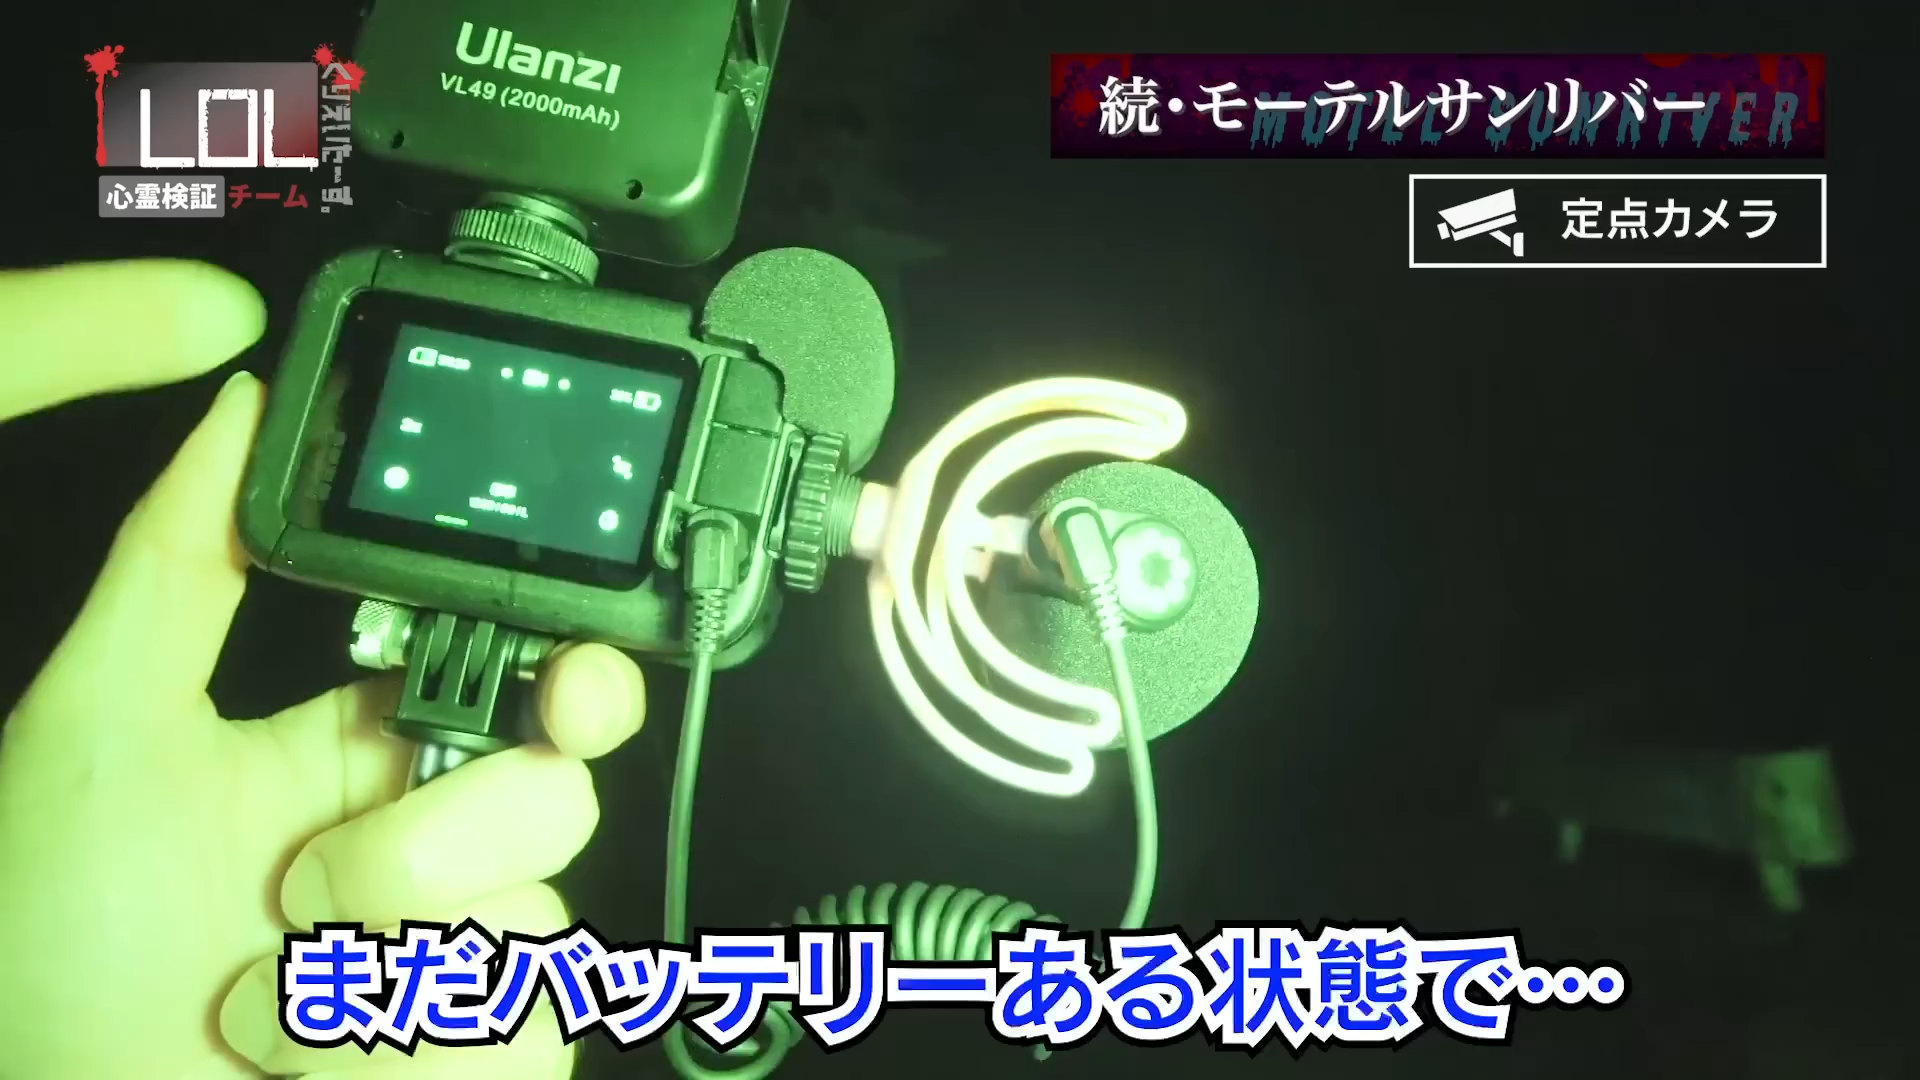 Ulanzi
VL49 (2000mAh)
LOL
心霊検証チーム
続・モーテルサンリバー
MOTEL SUNRIVER
定点カメラ
まだバッテリーある状態で…